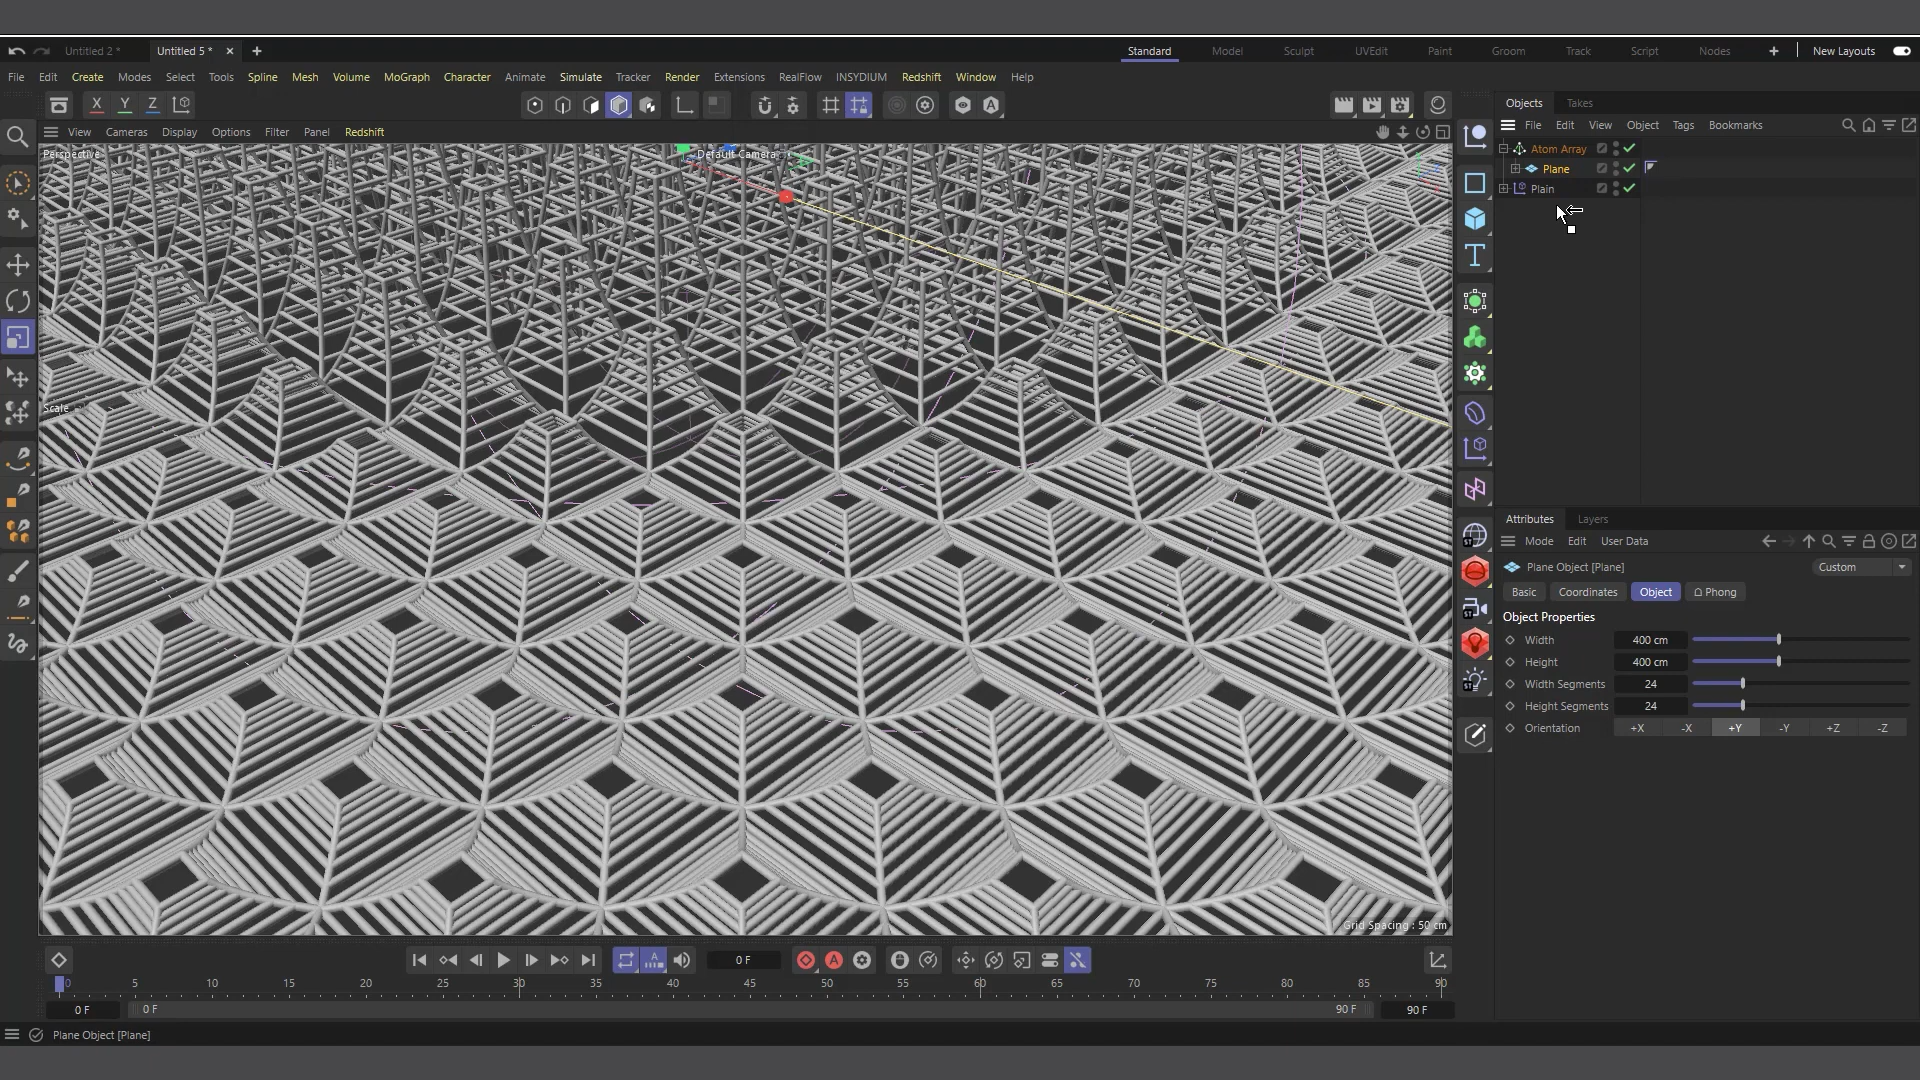 Untitled 2 *
Untitled 5 *
Standard Model Sculpt UVEdit Paint Groom Track Script Nodes New Layouts
File Edit Create Modes Select Tools Spline Mesh Volume MoGraph Character Animate Simulate Tracker Render Extensions RealFlow INSYDIUM Redshift Window Help
X Y Z
Objects Takes
View Cameras Display Options Filter Panel Redshift
File Edit View Object Tags Bookmarks
Perspective
Default Camera
Atom Array
Plane
Plain
Scale
Attributes Layers
Mode Edit User Data
Plane Object [Plane]
Custom
Basic Coordinates Object Phong
Object Properties
Width 400 cm
Height 400 cm
Width Segments 24
Height Segments 24
Orientation +X -X +Y -Y +Z -Z
Grid Spacing : 50 cm
0 F
0 5 10 15 20 25 30 35 40 45 50 55 60 65 70 75 80 85 90
0 F 0 F 90 F 90 F
Plane Object [Plane]